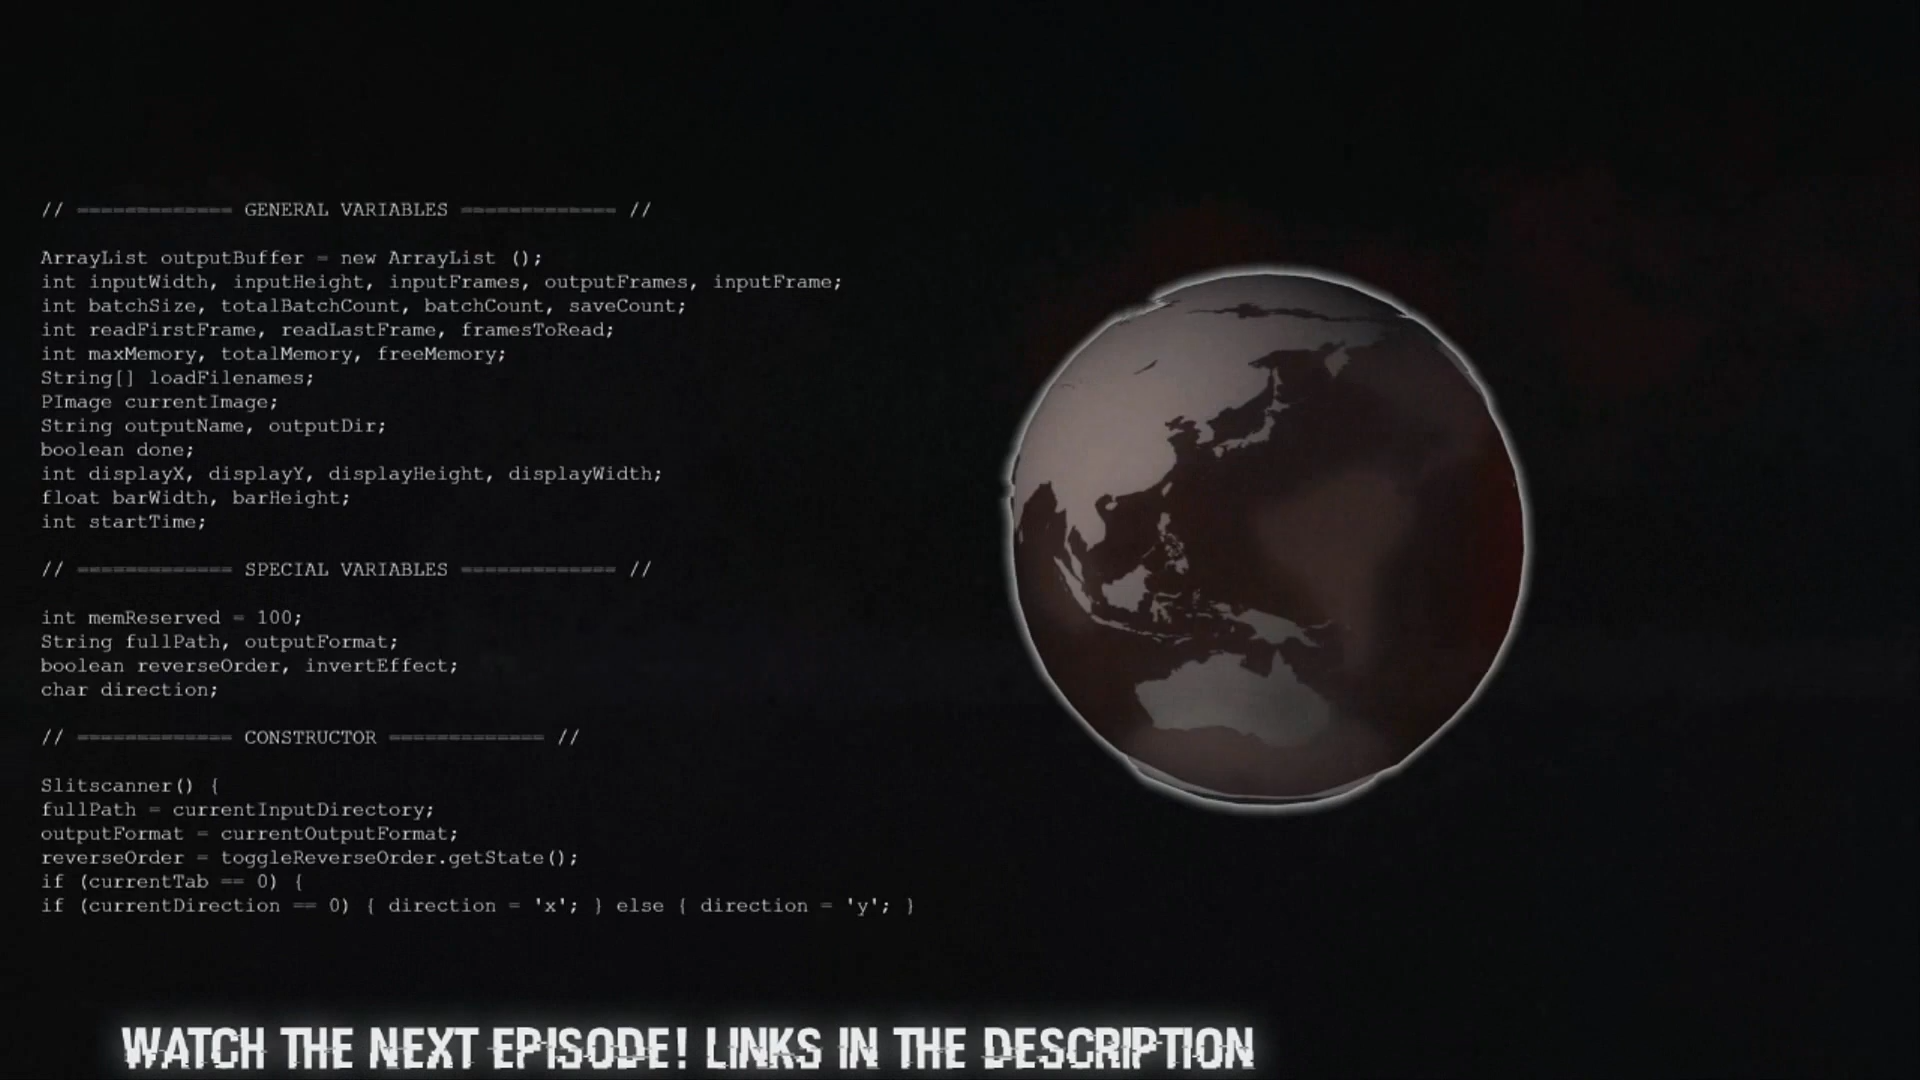 // ============= GENERAL VARIABLES ============= //
ArrayList outputBuffer = new ArrayList ();
int inputWidth, inputHeight, inputFrames, outputFrames, inputFrame;
int batchSize, totalBatchCount, batchCount, saveCount;
int readFirstFrame, readLastFrame, framesToRead;
int maxMemory, totalMemory, freeMemory;
String[] loadFilenames;
PImage currentImage;
String outputName, outputDir;
boolean done;
int displayX, displayY, displayHeight, displayWidth;
float barWidth, barHeight;
int startTime;
// ============= SPECIAL VARIABLES ============= //
int memReserved = 100;
String fullPath, outputFormat;
boolean reverseOrder, invertEffect;
char direction;
// ============= CONSTRUCTOR ============= //
Slitscanner() {
fullPath = currentInputDirectory;
outputFormat = currentOutputFormat;
reverseOrder = toggleReverseOrder.getState();
if (currentTab == 0) {
if (currentDirection == 0) { direction = 'x'; } else { direction = 'y'; }
WATCH THE NEXT EPISODE! LINKS IN THE DESCRIPTION